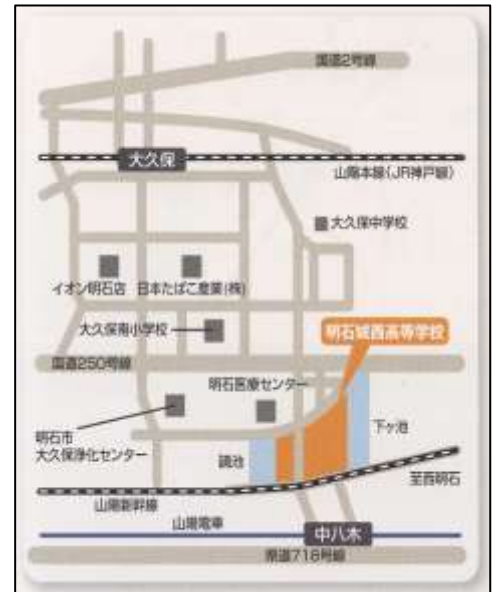 国道2号線
大久保
山陽本線(JR神戸線)
大久保中学校
イオン明石店
日本たばこ産業(株)
大久保南小学校
明石城西高等学校
国道250号線
明石医療センター
明石市
大久保浄化センター
下ヶ池
鍋池
至西明石
山陽新幹線
山陽電車
中八木
県道718号線